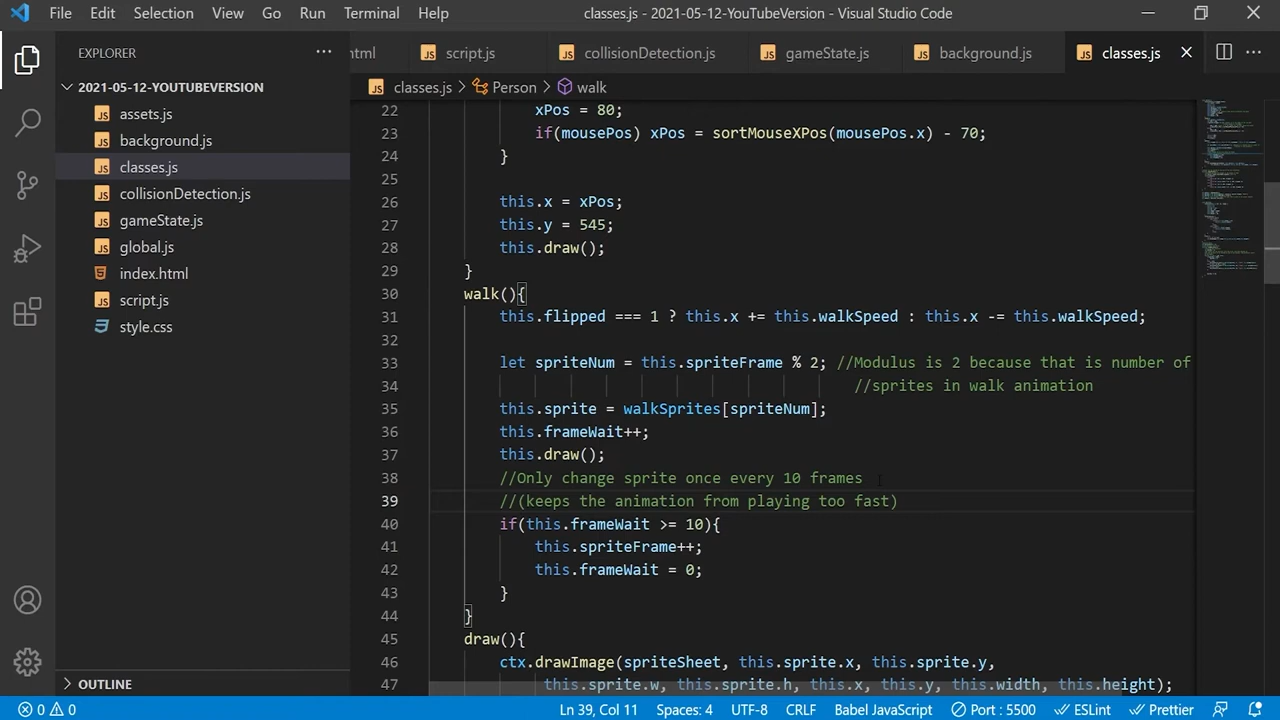 File Edit Selection View Go Run Terminal Help classes.js - 2021-05-12-YouTubeVersion - Visual Studio Code
EXPLORER
2021-05-12-YOUTUBEVERSION
assets.js
background.js
classes.js
collisionDetection.js
gameState.js
global.js
index.html
script.js
style.css
OUTLINE
html script.js collisionDetection.js gameState.js background.js classes.js
classes.js > Person > walk
22 xPos = 80;
23 if(mousePos) xPos = sortMouseXPos(mousePos.x) - 70;
24 }
25
26 this.x = xPos;
27 this.y = 545;
28 this.draw();
29 }
30 walk(){
31 this.flipped === 1 ? this.x += this.walkSpeed : this.x -= this.walkSpeed;
32
33 let spriteNum = this.spriteFrame % 2; //Modulus is 2 because that is number of
34 //sprites in walk animation
35 this.sprite = walkSprites[spriteNum];
36 this.frameWait++;
37 this.draw();
38 //Only change sprite once every 10 frames
39 //(keeps the animation from playing too fast)
40 if(this.frameWait >= 10){
41 this.spriteFrame++;
42 this.frameWait = 0;
43 }
44 }
45 draw(){
46 ctx.drawImage(spriteSheet, this.sprite.x, this.sprite.y,
47 this.sprite.w, this.sprite.h, this.x, this.y, this.width, this.height);
0 0 Ln 39, Col 11 Spaces: 4 UTF-8 CRLF Babel JavaScript Port : 5500 ESLint Prettier